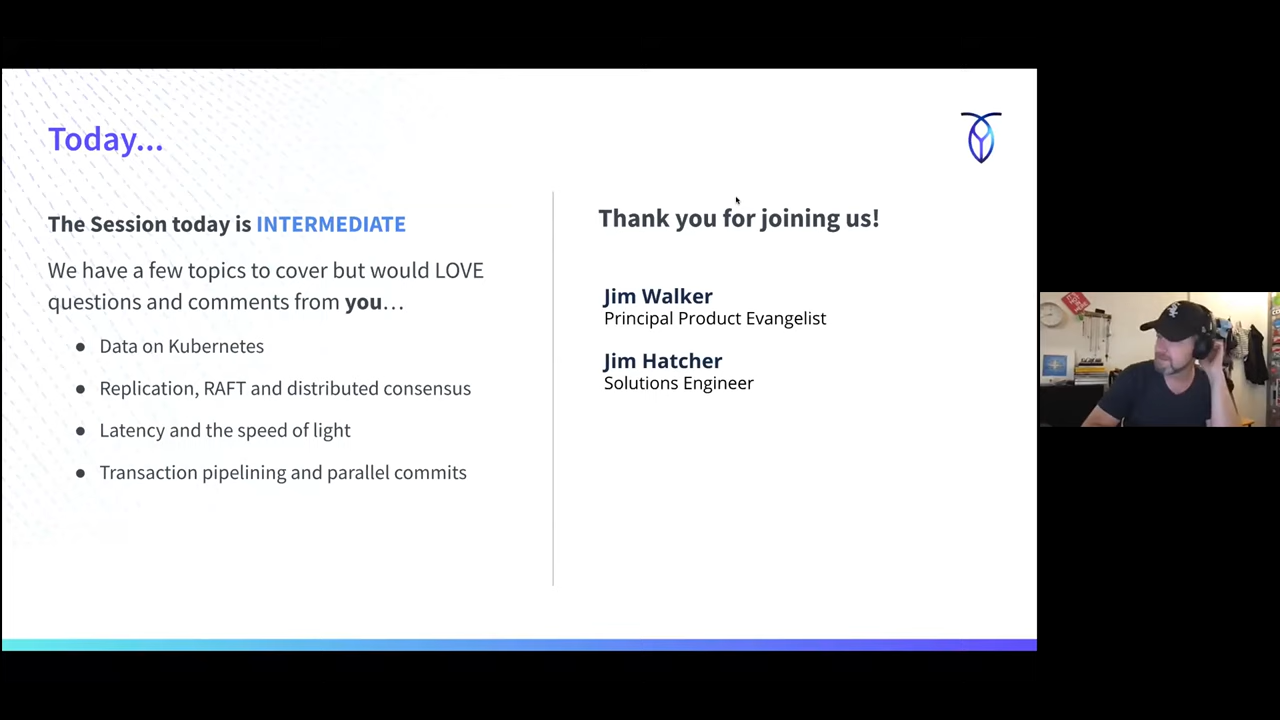 Today...
The Session today is INTERMEDIATE
We have a few topics to cover but would LOVE
questions and comments from you…
● Data on Kubernetes
● Replication, RAFT and distributed consensus
● Latency and the speed of light
● Transaction pipelining and parallel commits
Thank you for joining us!
Jim Walker
Principal Product Evangelist
Jim Hatcher
Solutions Engineer